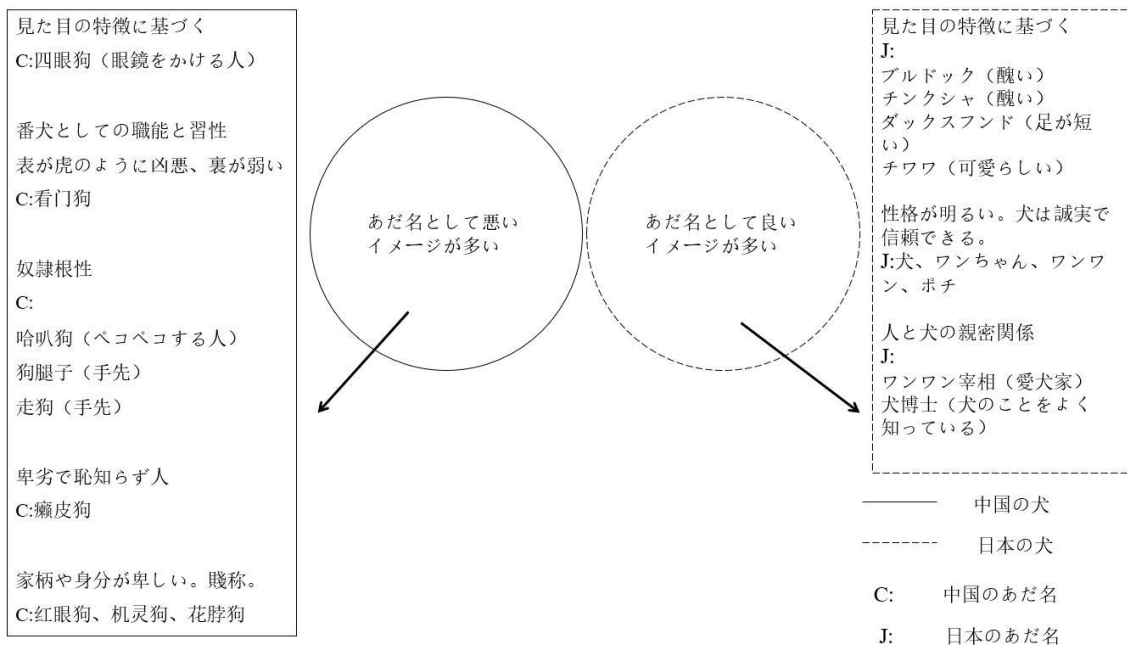 見た目の特徴に基づく
C:四眼狗（眼鏡をかける人）
番犬としての職能と習性
表が虎のように凶悪、裏が弱い
C:看门狗
奴隷根性
C:
哈叭狗（ペコペコする人）
狗腿子（手先）
走狗（手先）
卑劣で恥知らず人
C:癞皮狗
家柄や身分が卑しい。賤称。
C:红眼狗、机灵狗、花脖狗
あだ名として悪い
イメージが多い
あだ名として良い
イメージが多い
見た目の特徴に基づく
J:
ブルドック（醜い）
チンクシャ（醜い）
ダックスフンド（足が短
い）
チワワ（可愛らしい）
性格が明るい。犬は誠実で
信頼できる。
J:犬、ワンちゃん、ワンワ
ン、ポチ
人と犬の親密関係
J:
ワンワン宰相（愛犬家）
犬博士（犬のことをよく
知っている）
中国の犬
日本の犬
C: 中国のあだ名
J: 日本のあだ名